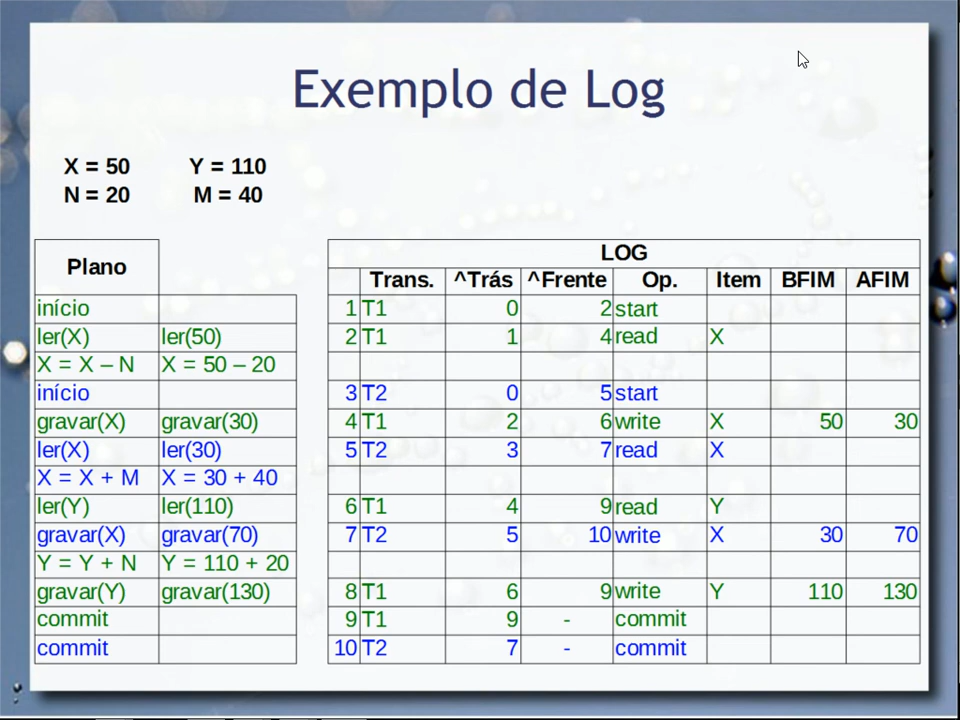 Exemplo de Log
X = 50 Y = 110
N = 20 M = 40
Plano
início
ler(X) ler(50)
X = X – N X = 50 – 20
início
gravar(X) gravar(30)
ler(X) ler(30)
X = X + M X = 30 + 40
ler(Y) ler(110)
gravar(X) gravar(70)
Y = Y + N Y = 110 + 20
gravar(Y) gravar(130)
commit
commit
LOG
Trans. ^Trás ^Frente Op. Item BFIM AFIM
1 T1 0 2 start
2 T1 1 4 read X
3 T2 0 5 start
4 T1 2 6 write X 50 30
5 T2 3 7 read X
6 T1 4 9 read Y
7 T2 5 10 write X 30 70
8 T1 6 9 write Y 110 130
9 T1 9 - commit
10 T2 7 - commit